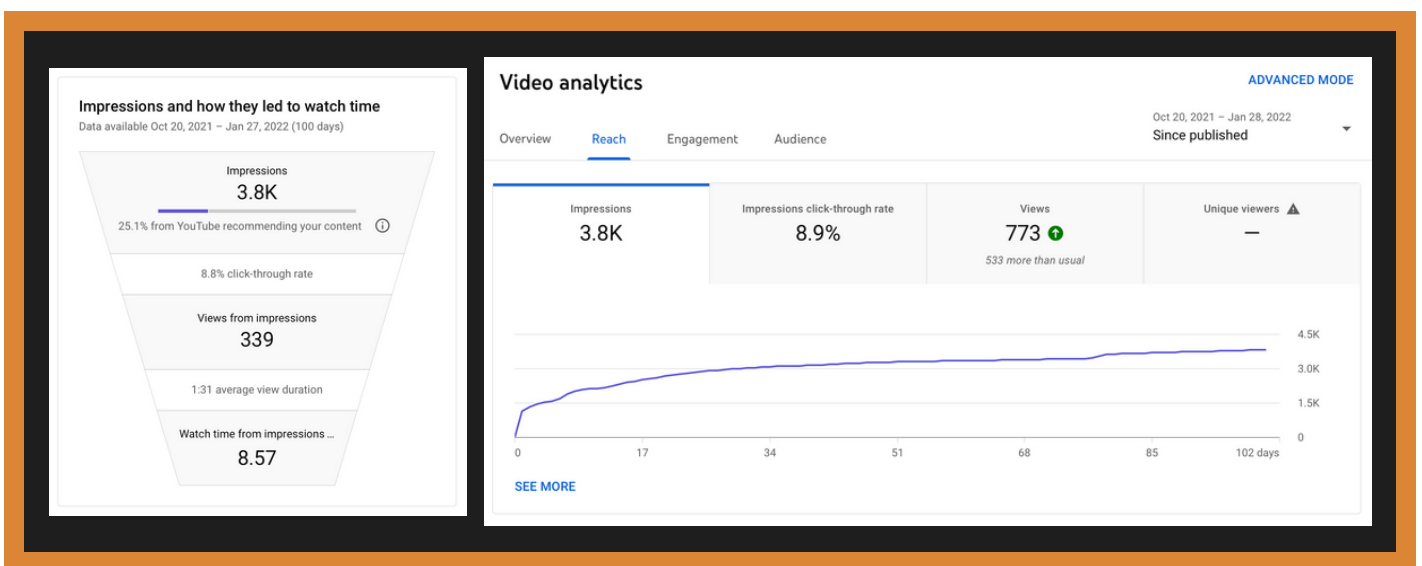 Impressions and how they led to watch time
Data available Oct 20, 2021 – Jan 27, 2022 (100 days)
Impressions
3.8K
25.1% from YouTube recommending your content
8.8% click-through rate
Views from impressions
339
1:31 average view duration
Watch time from impressions ...
8.57
Video analytics
ADVANCED MODE
Oct 20, 2021 – Jan 28, 2022
Since published
Overview Reach Engagement Audience
Impressions Impressions click-through rate Views Unique viewers
3.8K 8.9% 773 —
533 more than usual
4.5K
3.0K
1.5K
0
0 17 34 51 68 85 102 days
SEE MORE